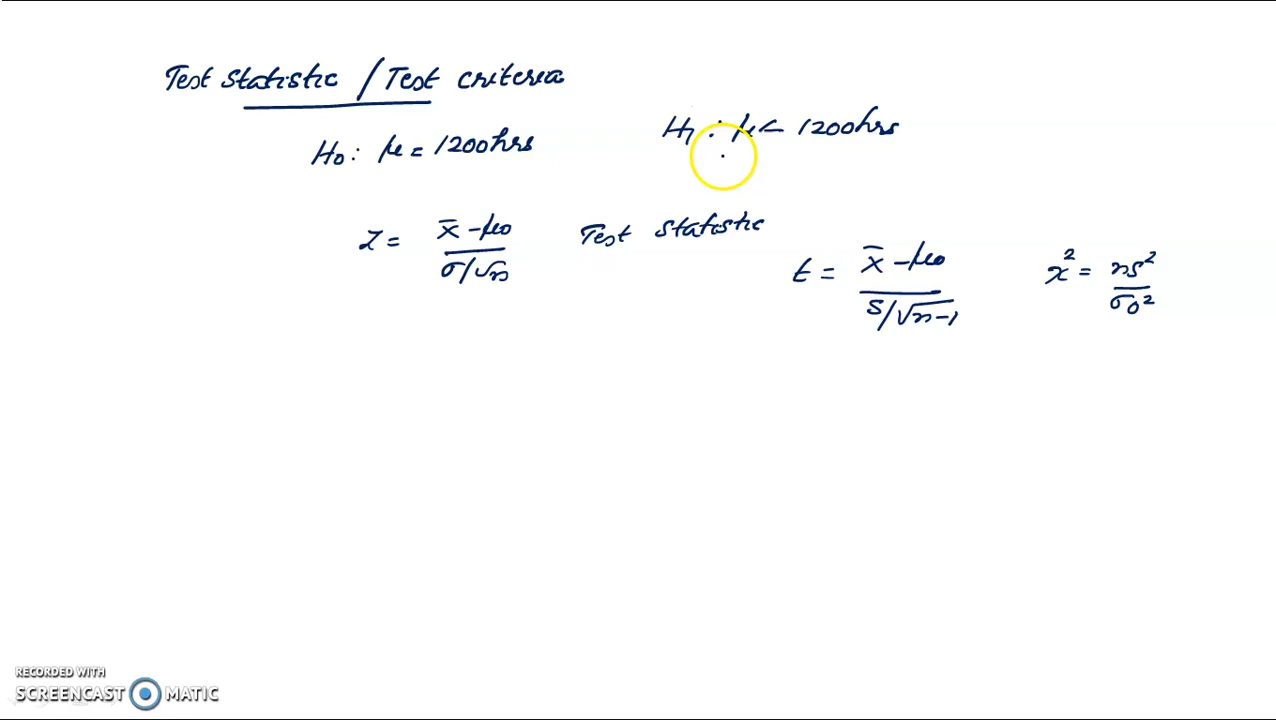 Test Statistic / Test criteria
H₀ : μ = 1200hrs    H₁ : μ < 1200hrs
Z = (x̄ - μ₀) / (σ/√n)    Test Statistic
t = (x̄ - μ₀) / (S/√n-1)    χ² = ns² / σ₀²
RECORDED WITH
SCREENCAST MATIC